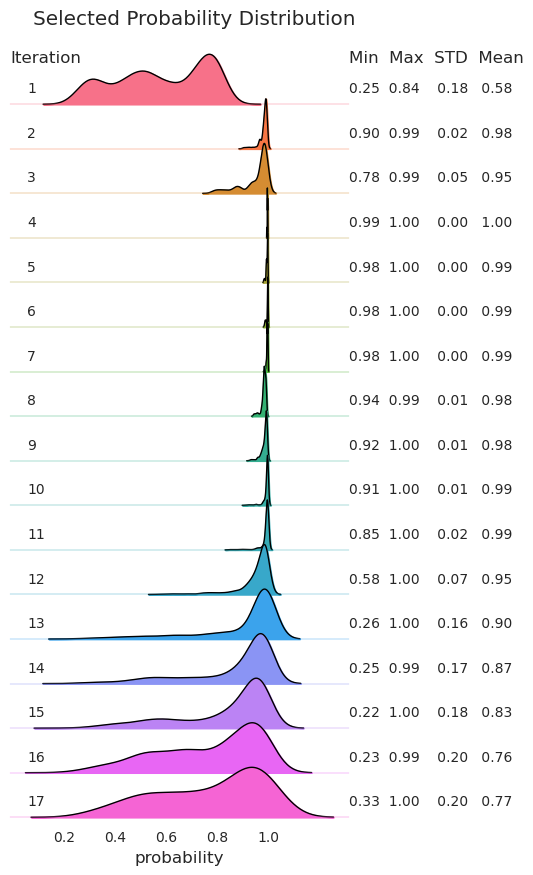 Selected Probability Distribution
Iteration Min Max STD Mean
1 0.25 0.84 0.18 0.58
2 0.90 0.99 0.02 0.98
3 0.78 0.99 0.05 0.95
4 0.99 1.00 0.00 1.00
5 0.98 1.00 0.00 0.99
6 0.98 1.00 0.00 0.99
7 0.98 1.00 0.00 0.99
8 0.94 0.99 0.01 0.98
9 0.92 1.00 0.01 0.98
10 0.91 1.00 0.01 0.99
11 0.85 1.00 0.02 0.99
12 0.58 1.00 0.07 0.95
13 0.26 1.00 0.16 0.90
14 0.25 0.99 0.17 0.87
15 0.22 1.00 0.18 0.83
16 0.23 0.99 0.20 0.76
17 0.33 1.00 0.20 0.77
0.2 0.4 0.6 0.8 1.0
probability